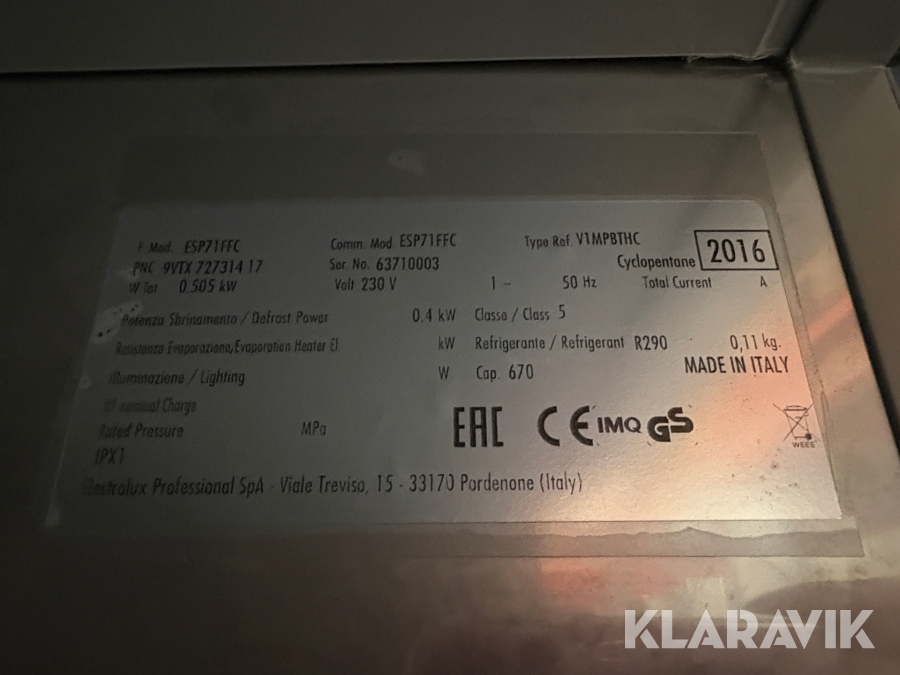 F. Mod. ESP71FFC Comm. Mod. ESP71FFC Type Ref. V1MPBTHC
PNC 9VTX 727314 17 Ser. No. 63710003 Cyclopentane 2016
W Tot 0.505 kW Volt 230 V 1 ~ 50 Hz Total Current A
Potenza Sbrinamento / Defrost Power 0.4 kW Classe / Class 5
Resistenza Evaporazione/Evaporation Heater El. kW Refrigerante / Refrigerant R290 0,11 kg.
Illuminazione / Lighting W Cap. 670 MADE IN ITALY
nominal Charge
Rated Pressure MPa
IPX1
EAC CE IMQ GS WEEE
Electrolux Professional SpA - Viale Treviso, 15 - 33170 Pordenone (Italy)
KLARAVIK